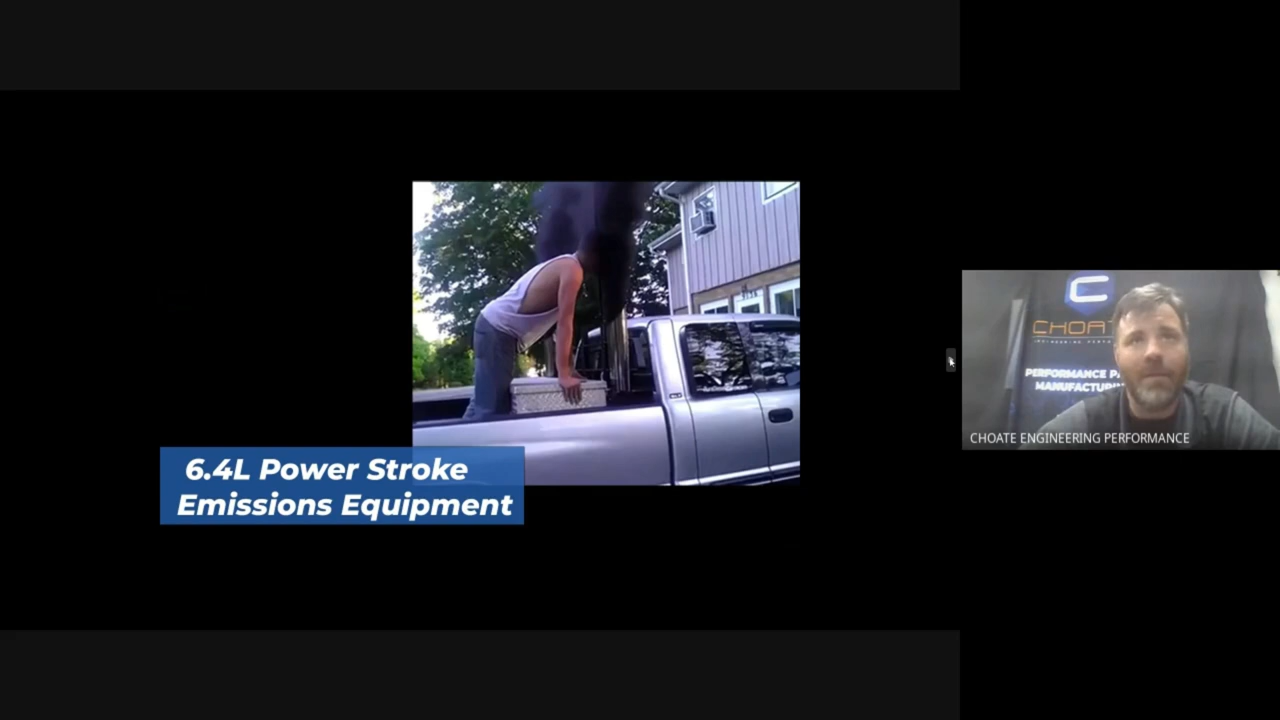 6.4L Power Stroke
Emissions Equipment
CHOAT
PERFORMANCE PA
MANUFACTURIN
CHOATE ENGINEERING PERFORMANCE